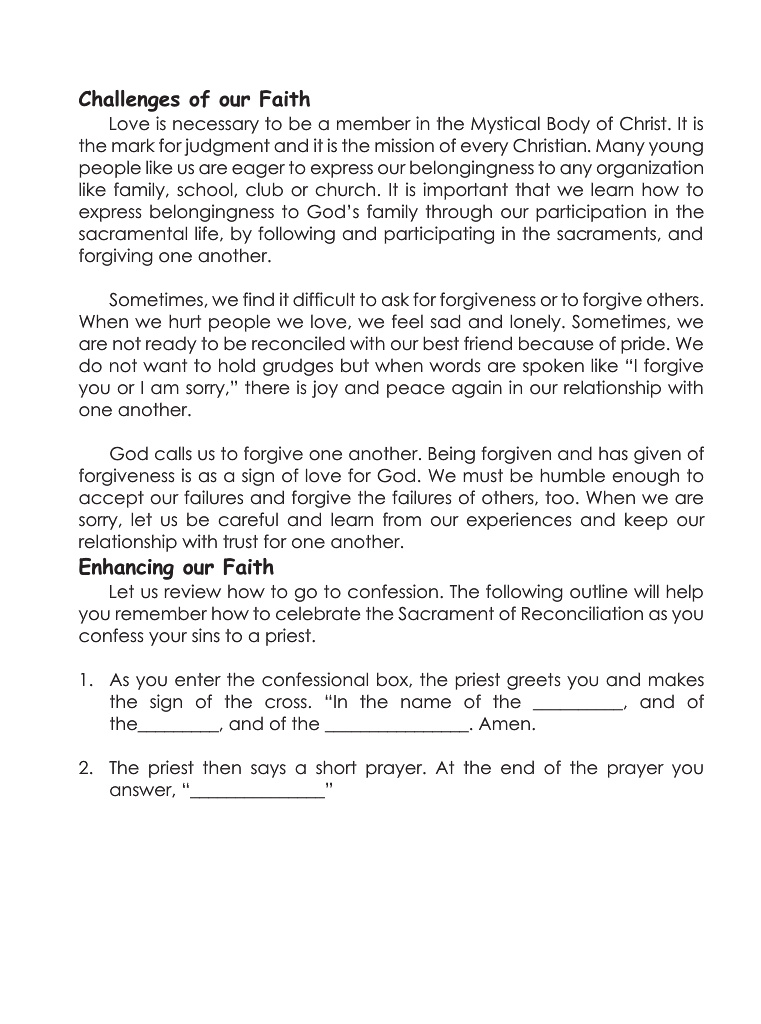 Challenges of our Faith
Love is necessary to be a member in the Mystical Body of Christ. It is
the mark for judgment and it is the mission of every Christian. Many young
people like us are eager to express our belongingness to any organization
like family, school, club or church. It is important that we learn how to
express belongingness to God's family through our participation in the
sacramental life, by following and participating in the sacraments, and
forgiving one another.
Sometimes, we find it difficult to ask for forgiveness or to forgive others.
When we hurt people we love, we feel sad and lonely. Sometimes, we
are not ready to be reconciled with our best friend because of pride. We
do not want to hold grudges but when words are spoken like “I forgive
you or I am sorry,” there is joy and peace again in our relationship with
one another.
God calls us to forgive one another. Being forgiven and has given of
forgiveness is as a sign of love for God. We must be humble enough to
accept our failures and forgive the failures of others, too. When we are
sorry, let us be careful and learn from our experiences and keep our
relationship with trust for one another.
Enhancing our Faith
Let us review how to go to confession. The following outline will help
you remember how to celebrate the Sacrament of Reconciliation as you
confess your sins to a priest.
1. As you enter the confessional box, the priest greets you and makes
the sign of the cross. “In the name of the __________, and of
the_________, and of the ________________. Amen.
2. The priest then says a short prayer. At the end of the prayer you
answer, “_______________”